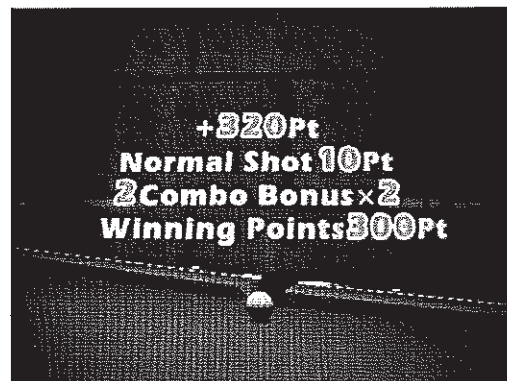 +320Pt
Normal Shot 10Pt
2Combo Bonus×2
Winning Points300Pt